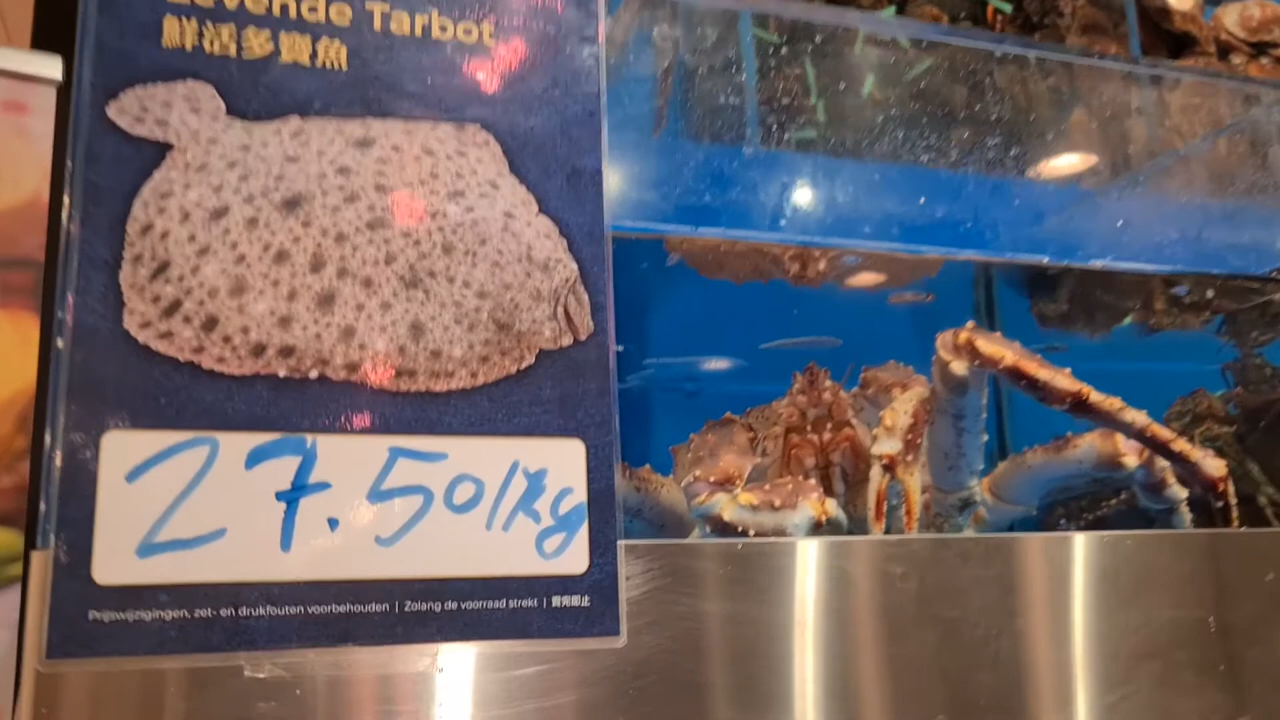 Levende Tarbot
鮮活多寶魚
27.50/kg
Prijswijzigingen, zet- en drukfouten voorbehouden | Zolang de voorraad strekt | 賣完即止